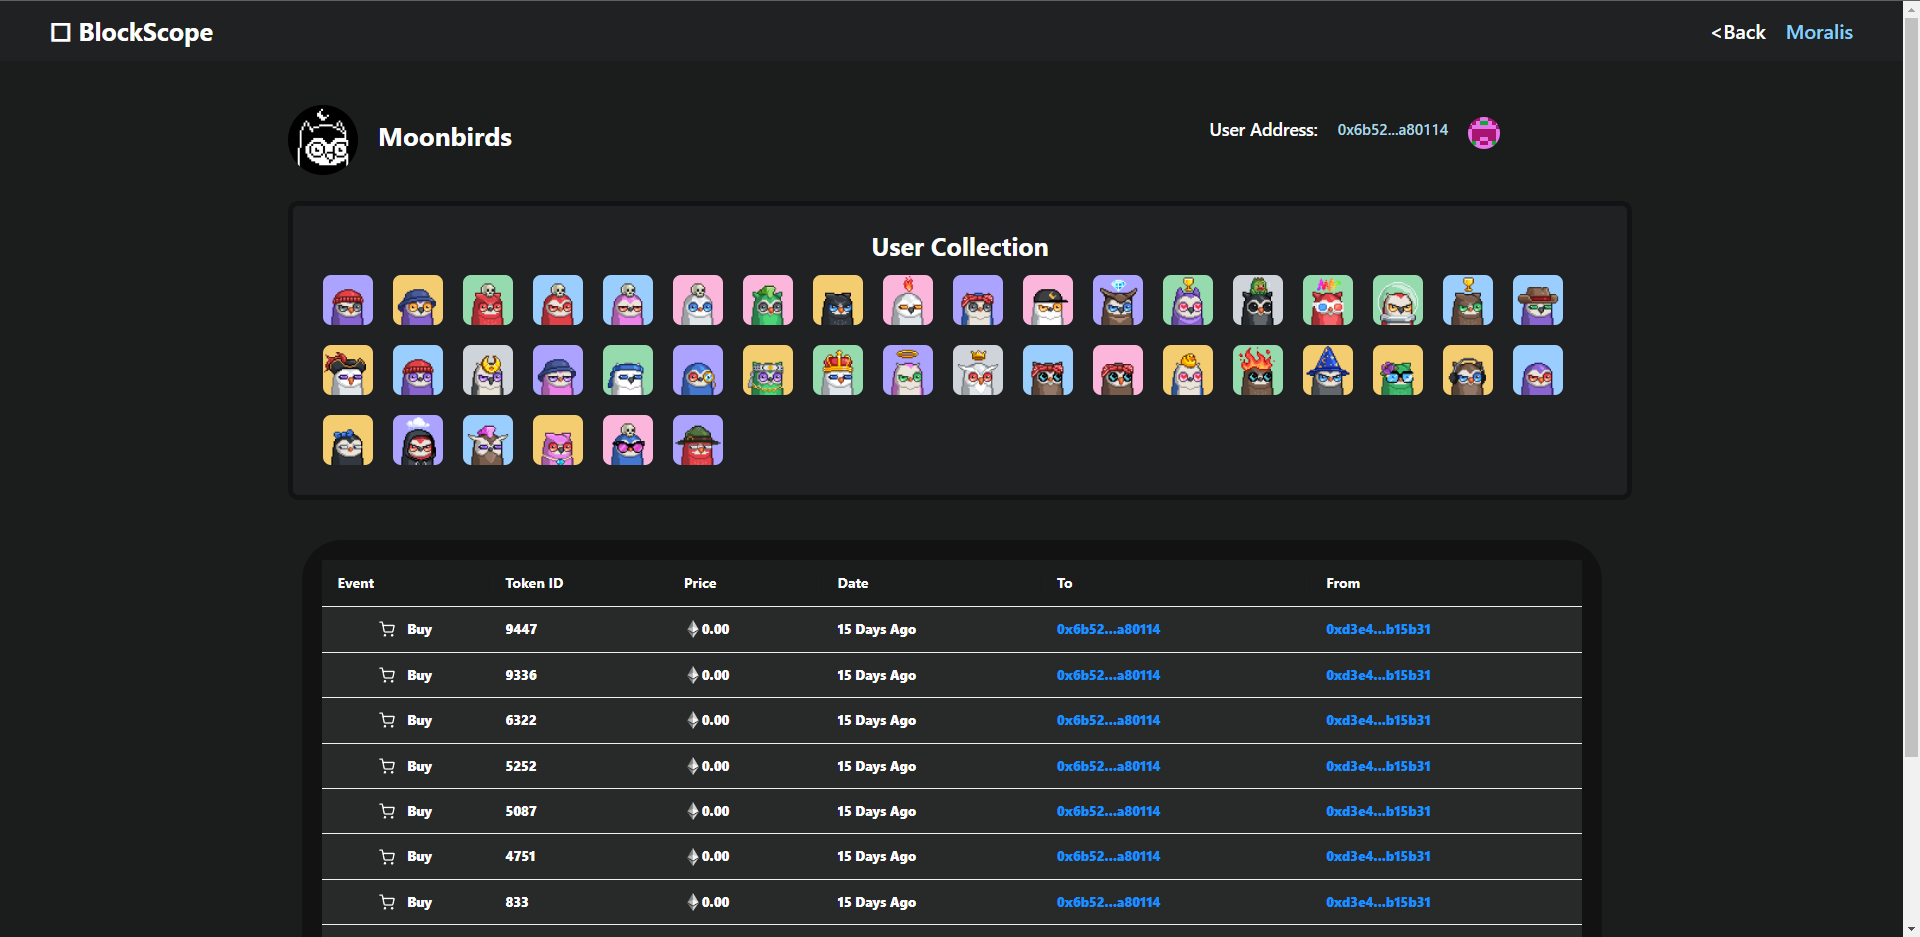 BlockScope
<Back Moralis
Moonbirds
User Address: 0x6b52...a80114
User Collection
Event Token ID Price Date To From
Buy 9447 0.00 15 Days Ago 0x6b52...a80114 0xd3e4...b15b31
Buy 9336 0.00 15 Days Ago 0x6b52...a80114 0xd3e4...b15b31
Buy 6322 0.00 15 Days Ago 0x6b52...a80114 0xd3e4...b15b31
Buy 5252 0.00 15 Days Ago 0x6b52...a80114 0xd3e4...b15b31
Buy 5087 0.00 15 Days Ago 0x6b52...a80114 0xd3e4...b15b31
Buy 4751 0.00 15 Days Ago 0x6b52...a80114 0xd3e4...b15b31
Buy 833 0.00 15 Days Ago 0x6b52...a80114 0xd3e4...b15b31